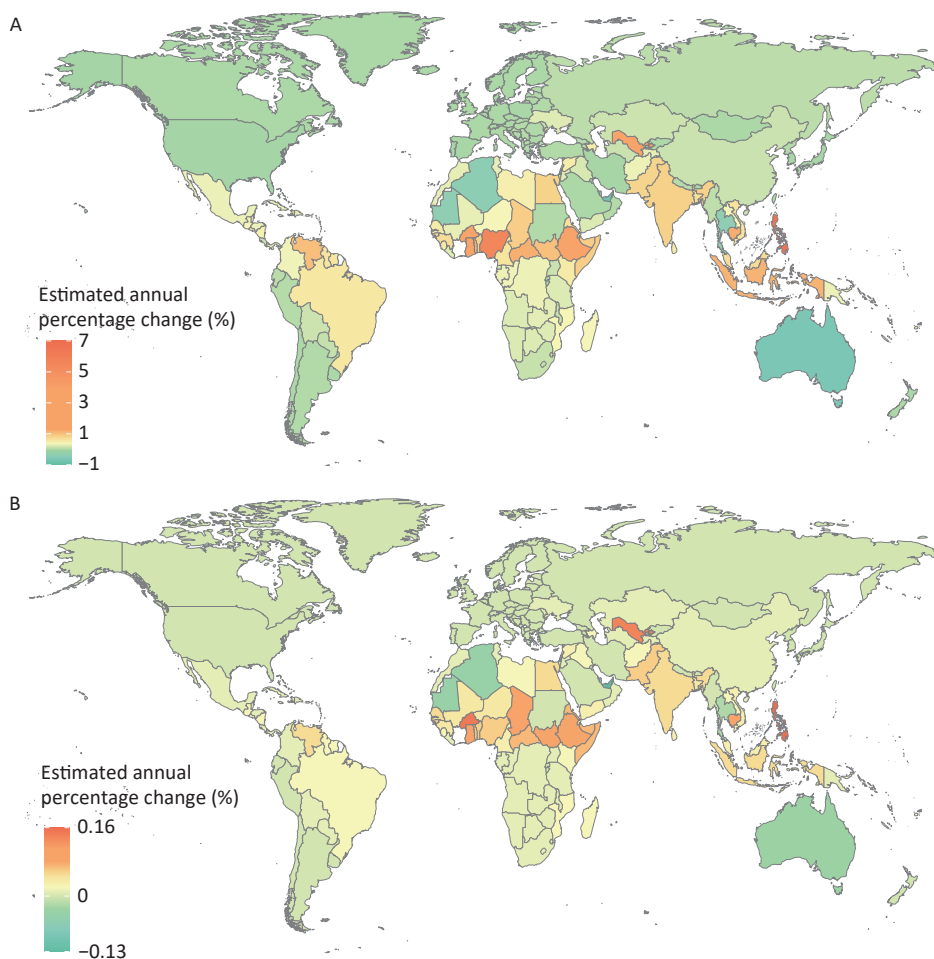 A
Estimated annual
percentage change (%)
7
5
3
1
−1
B
Estimated annual
percentage change (%)
0.16
0
−0.13